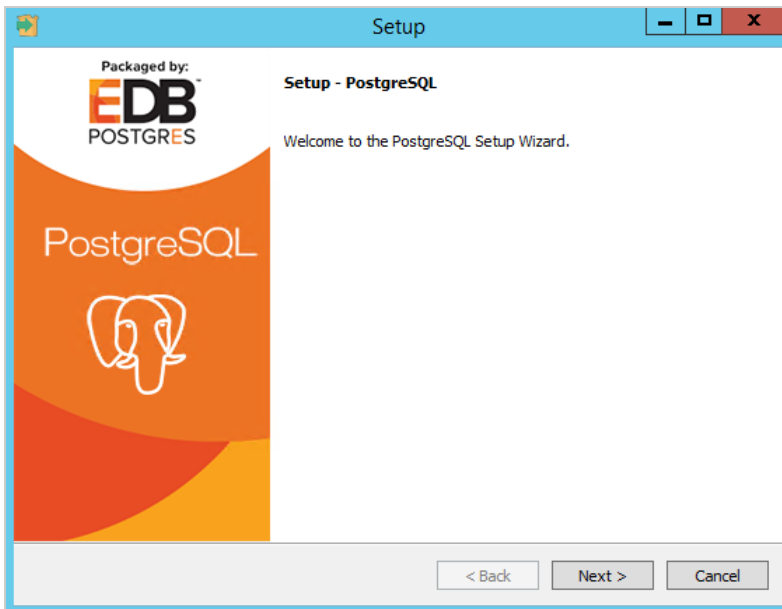 Setup
Packaged by:
EDB
POSTGRES
Setup - PostgreSQL
Welcome to the PostgreSQL Setup Wizard.
PostgreSQL
< Back
Next >
Cancel